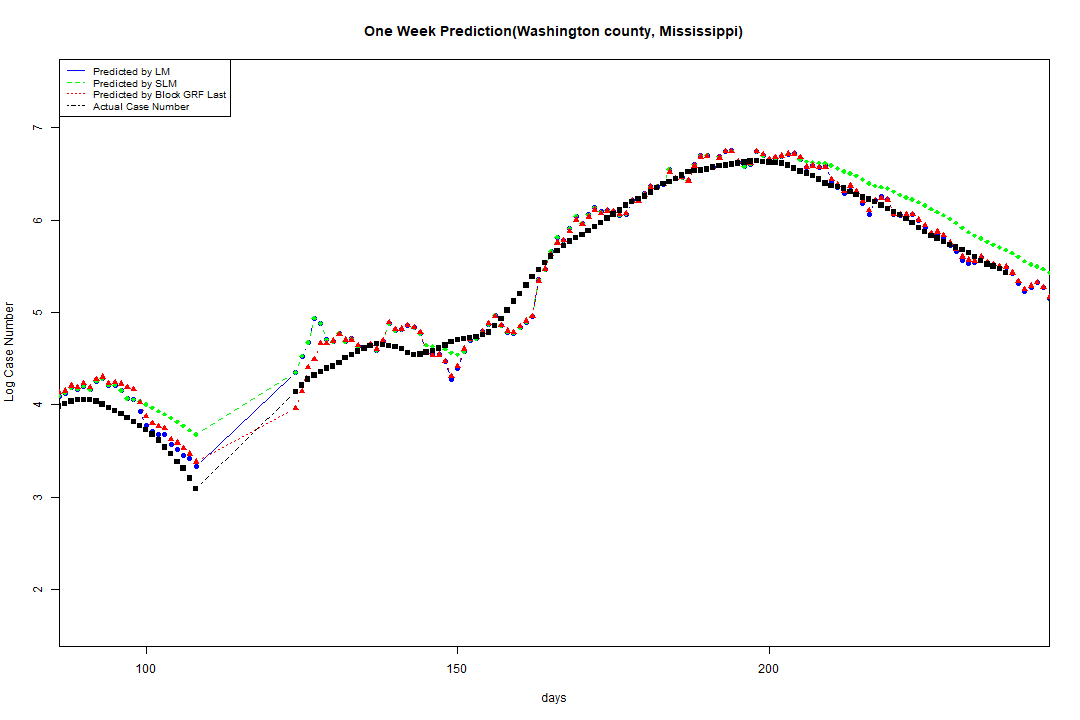 One Week Prediction(Washington county, Mississippi)
Predicted by LM
Predicted by SLM
Predicted by Block GRF Last
Actual Case Number
7
6
5
4
3
2
Log Case Number
100 150 200
days